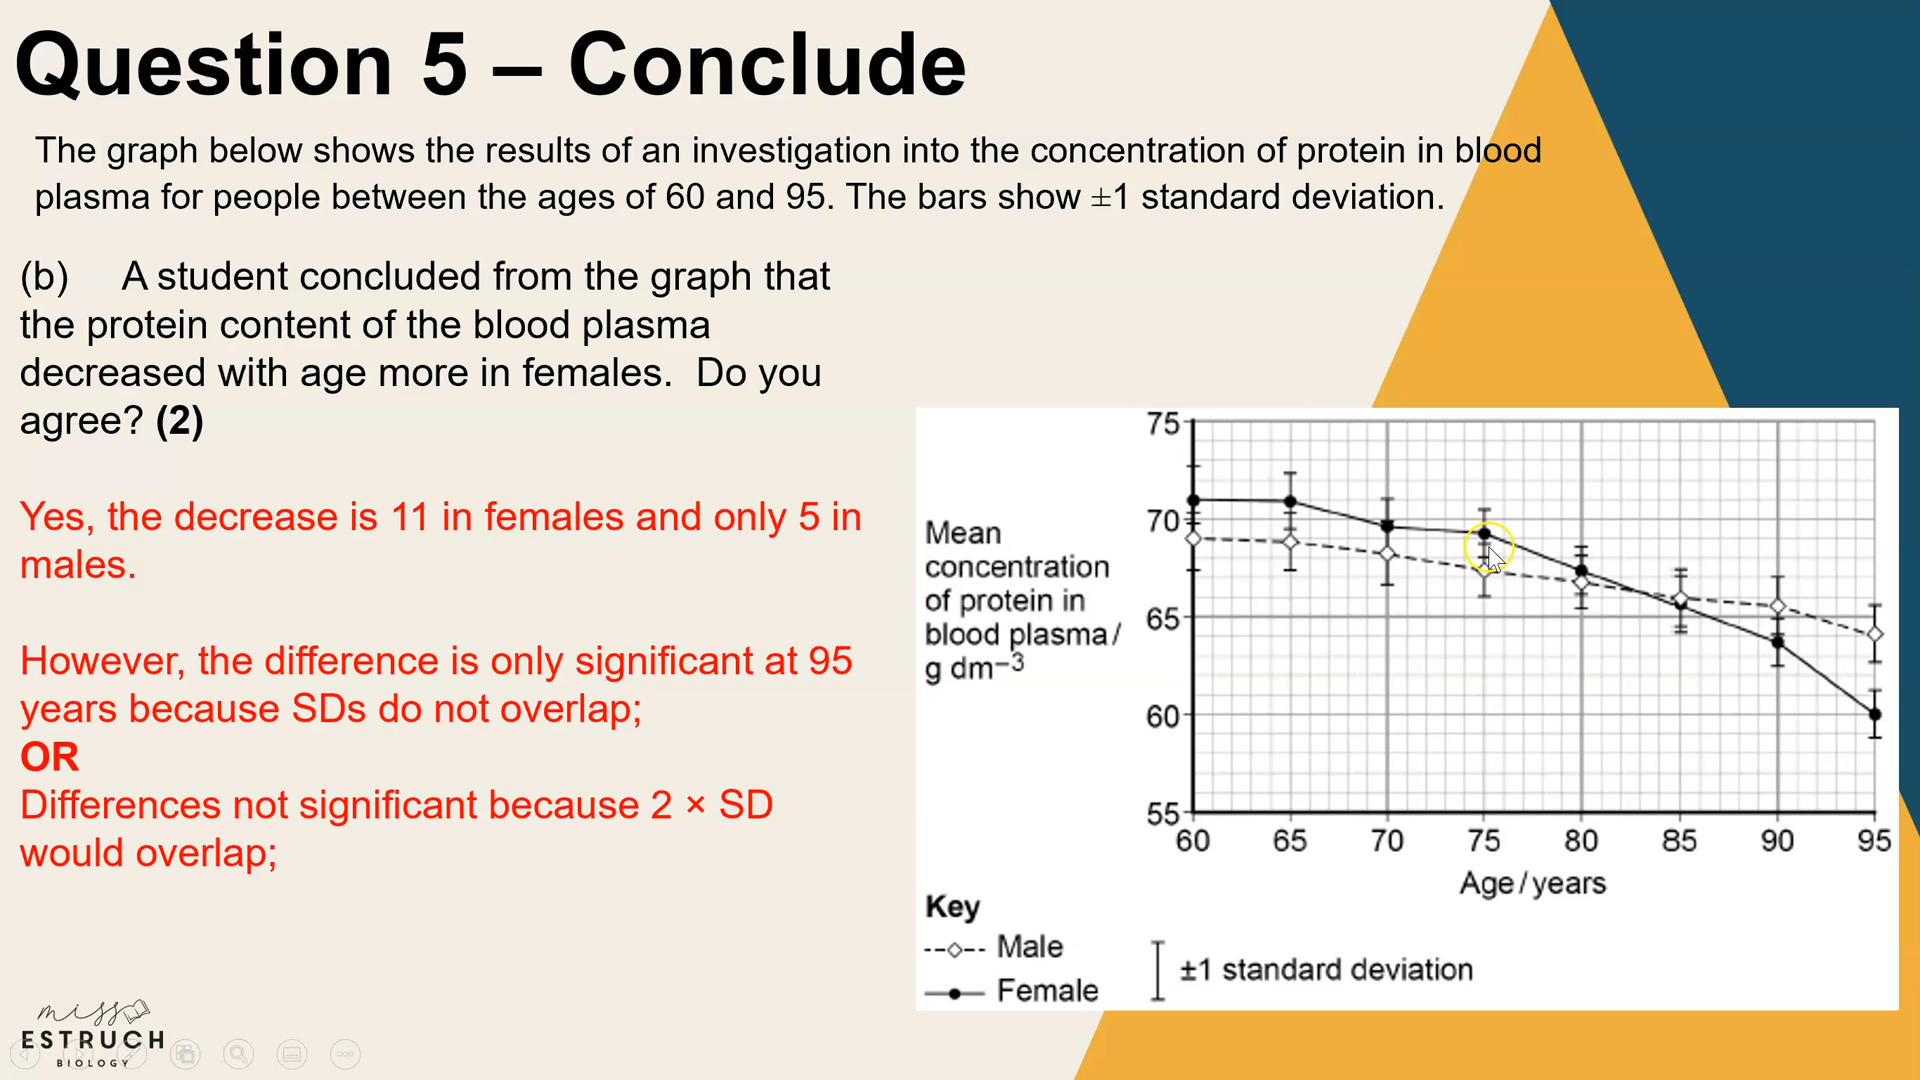 Question 5 – Conclude
The graph below shows the results of an investigation into the concentration of protein in blood
plasma for people between the ages of 60 and 95. The bars show ±1 standard deviation.
(b) A student concluded from the graph that
the protein content of the blood plasma
decreased with age more in females. Do you
agree? (2)
Yes, the decrease is 11 in females and only 5 in
males.
However, the difference is only significant at 95
years because SDs do not overlap;
OR
Differences not significant because 2 × SD
would overlap;
Mean
concentration
of protein in
blood plasma/
g dm−3
75
70
65
60
55
60 65 70 75 80 85 90 95
Age/years
Key
Male
Female
±1 standard deviation
miss
ESTRUCH
BIOLOGY